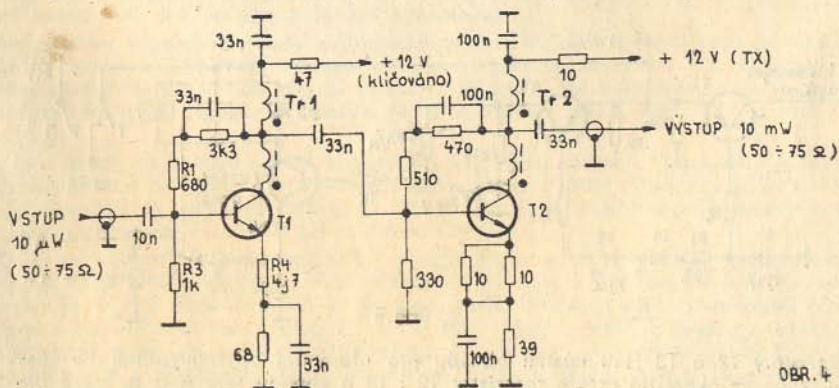 33n
100n
47
+ 12 V
(klíčováno)
10
+ 12 V (TX)
33n
Tr 1
100n
Tr 2
3k3
33n
470
33n
VÝSTUP 10 mW
(50 ÷ 75 Ω)
R1
680
510
VSTUP
10 µW
(50 ÷ 75 Ω)
10n
T1
T2
R3
1k
R4
4j7
330
10
10
68
33n
100n
39
OBR. 4